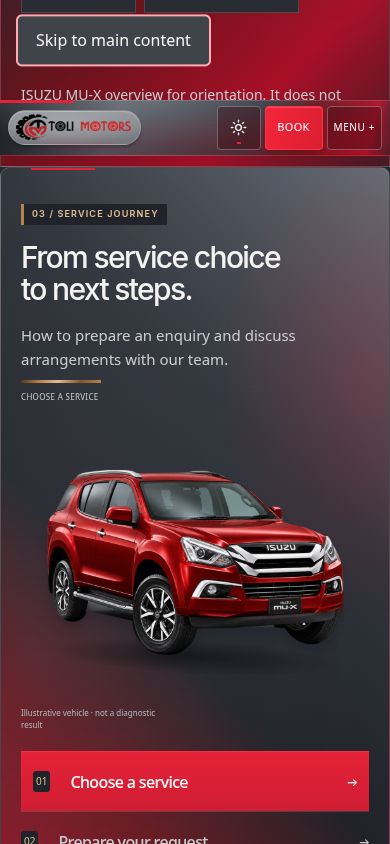 Skip to main content
ISUZU MU-X overview for orientation. It does not
TOLI MOTORS
BOOK
MENU +
03 / SERVICE JOURNEY
From service choice
to next steps.
How to prepare an enquiry and discuss
arrangements with our team.
CHOOSE A SERVICE
ISUZU
mu-X
Illustrative vehicle · not a diagnostic
result
01 Choose a service →
02 Prepare your request →